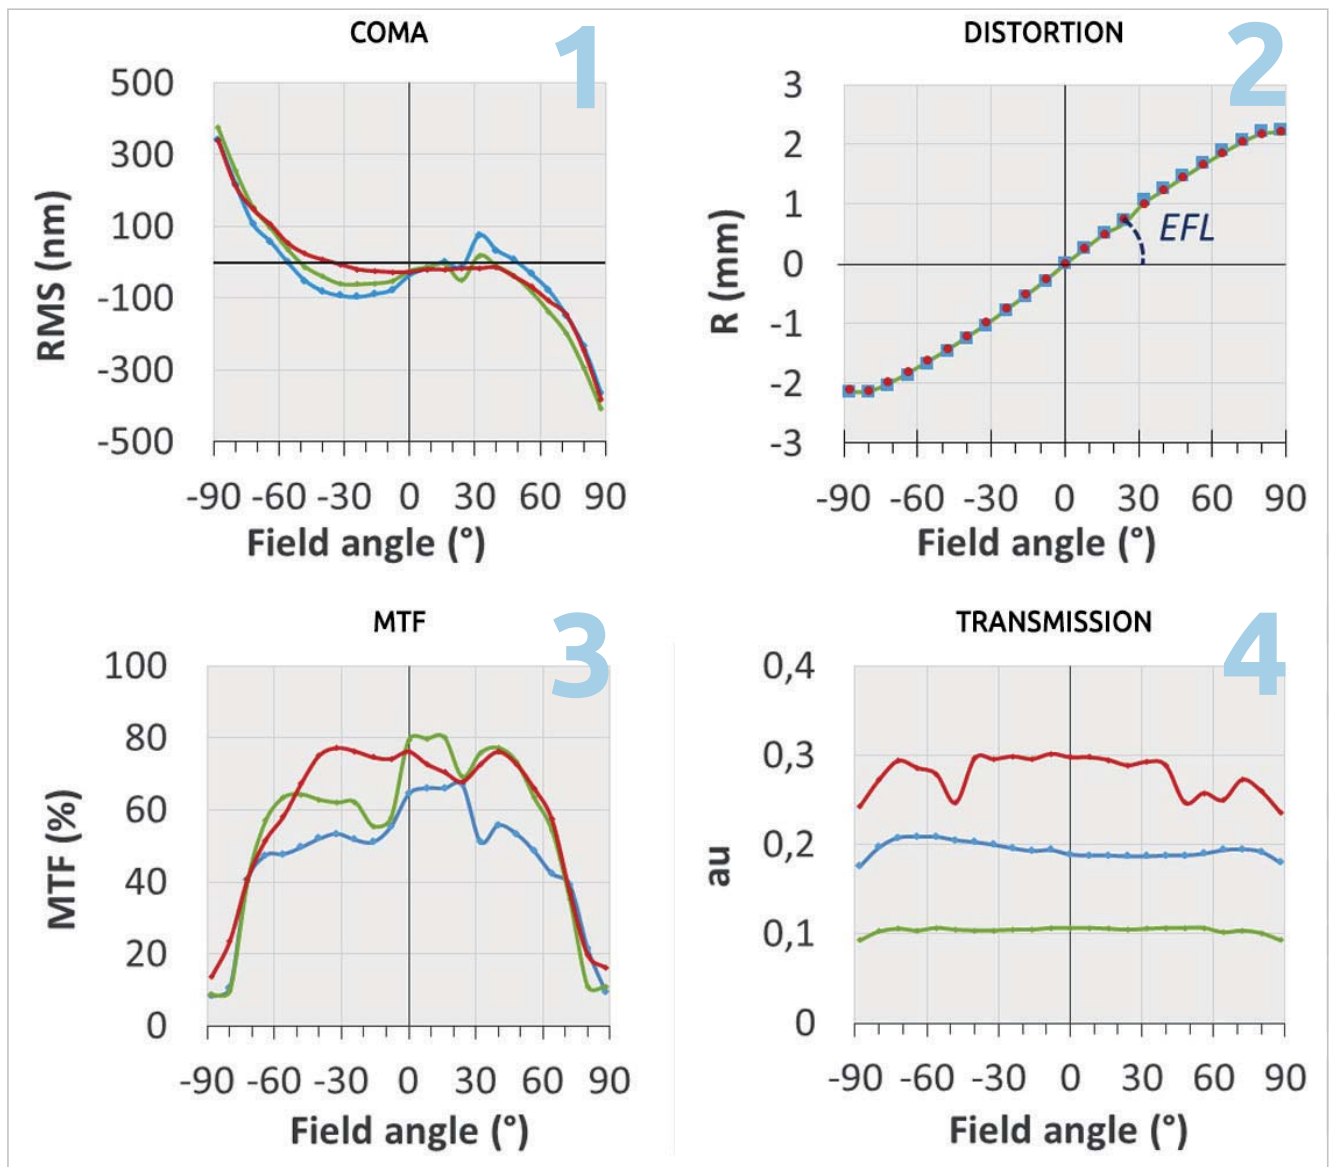 COMA
1
500
300
100
-100
-300
-500
RMS (nm)
-90 -60 -30 0 30 60 90
Field angle (°)
DISTORTION
2
3
2
1
0
-1
-2
-3
R (mm)
EFL
-90 -60 -30 0 30 60 90
Field angle (°)
MTF
3
100
80
60
40
20
0
MTF (%)
-90 -60 -30 0 30 60 90
Field angle (°)
TRANSMISSION
4
0,4
0,3
0,2
0,1
0
au
-90 -60 -30 0 30 60 90
Field angle (°)